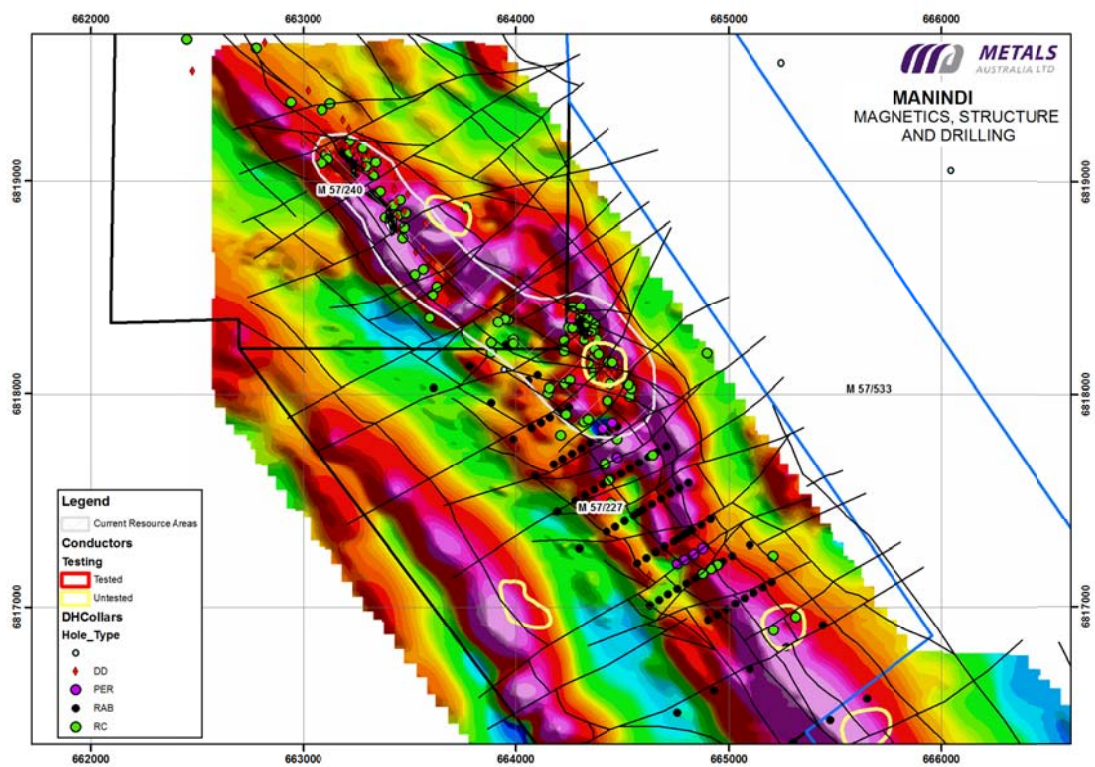 662000 663000 664000 665000 666000
METALS
AUSTRALIA LTD
MANINDI
MAGNETICS, STRUCTURE
AND DRILLING
6819000 6819000
M 57/240
6818000 6818000
M 57/533
M 57/227
6817000 6817000
Legend
Current Resource Areas
Conductors
Testing
Tested
Untested
DHCollars
Hole_Type
DD
PER
RAB
RC
662000 663000 664000 665000 666000